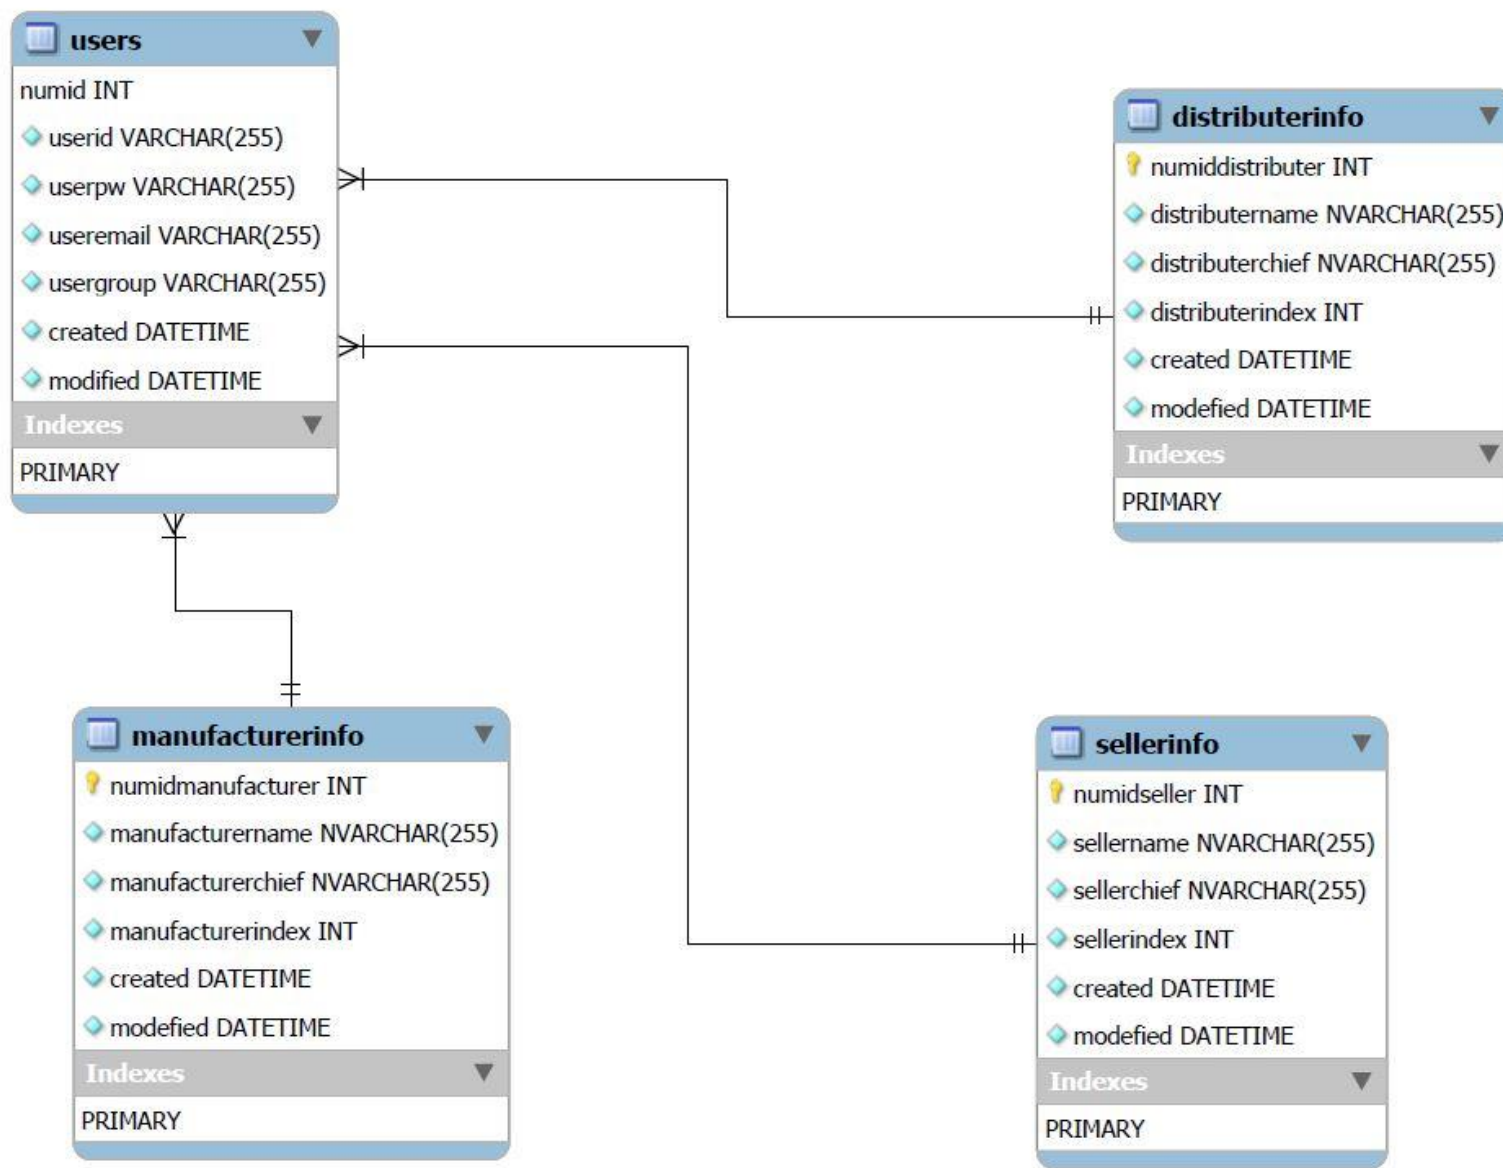 users
numid INT
userid VARCHAR(255)
userpw VARCHAR(255)
useremail VARCHAR(255)
usergroup VARCHAR(255)
created DATETIME
modified DATETIME
Indexes
PRIMARY
distributerinfo
numiddistributer INT
distributername NVARCHAR(255)
distributerchief NVARCHAR(255)
distributerindex INT
created DATETIME
modefied DATETIME
Indexes
PRIMARY
manufacturerinfo
numidmanufacturer INT
manufacturername NVARCHAR(255)
manufacturerchief NVARCHAR(255)
manufacturerindex INT
created DATETIME
modefied DATETIME
Indexes
PRIMARY
sellerinfo
numidseller INT
sellername NVARCHAR(255)
sellerchief NVARCHAR(255)
sellerindex INT
created DATETIME
modefied DATETIME
Indexes
PRIMARY